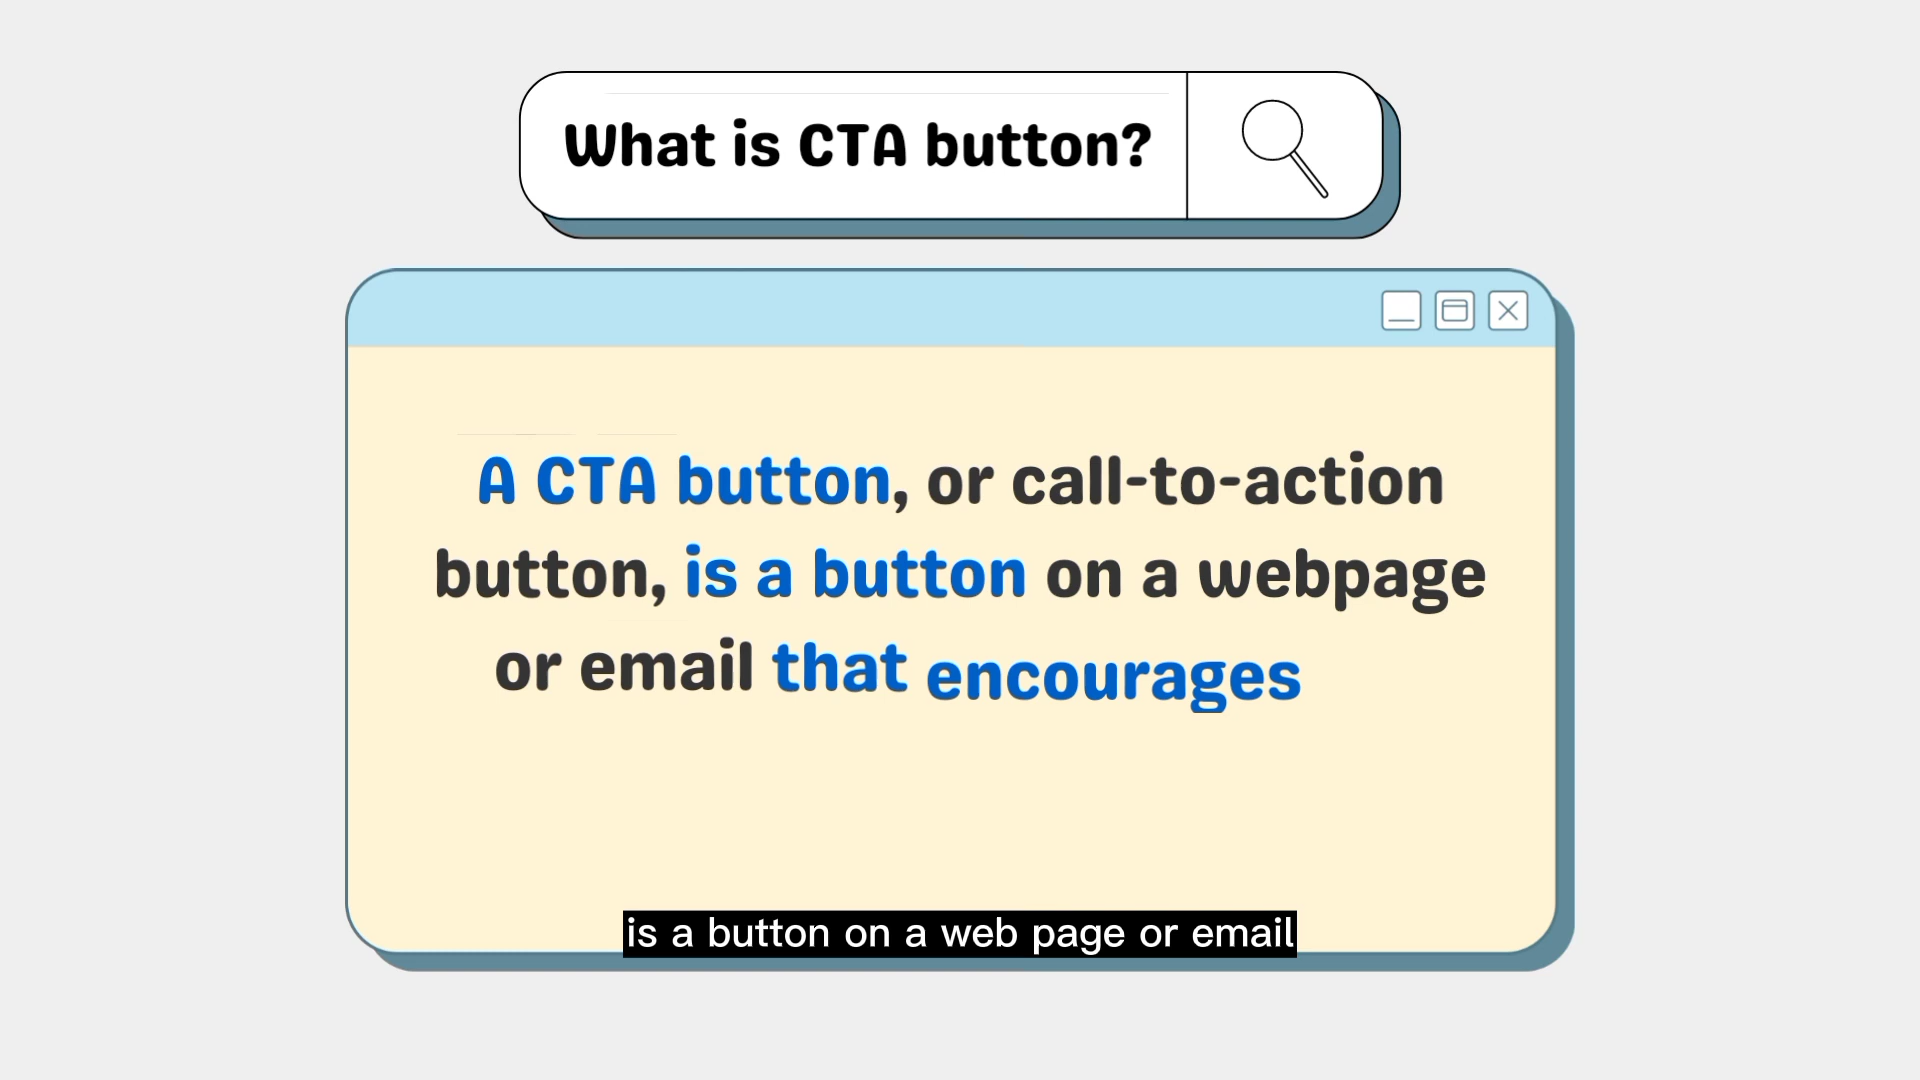 What is CTA button?
A CTA button, or call-to-action
button, is a button on a webpage
or email that encourages
is a button on a web page or email